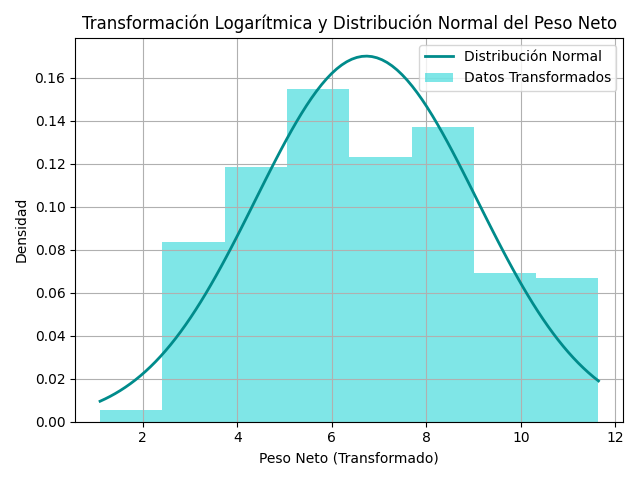 Transformación Logarítmica y Distribución Normal del Peso Neto
Distribución Normal
Datos Transformados
Densidad
0.16
0.14
0.12
0.10
0.08
0.06
0.04
0.02
0.00
2 4 6 8 10 12
Peso Neto (Transformado)